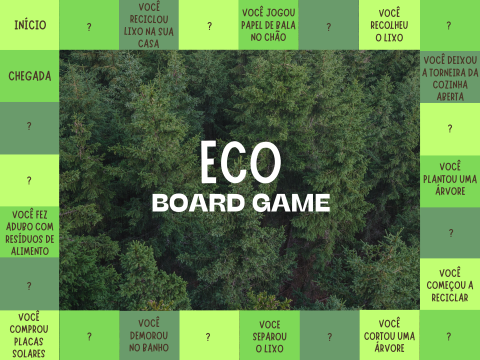 INÍCIO
?
VOCÊ
RECICLOU
LIXO NA SUA
CASA
?
VOCÊ JOGOU
PAPEL DE BALA
NO CHÃO
?
VOCÊ
RECOLHEU
O LIXO
?
VOCÊ DEIXOU
A TORNEIRA DA
COZINHA
ABERTA
?
VOCÊ
PLANTOU UMA
ÁRVORE
?
VOCÊ
COMEÇOU A
RECICLAR
?
VOCÊ
CORTOU UMA
ÁRVORE
?
VOCE
SEPAROU
O LIXO
?
VOCÊ
DEMOROU
NO BANHO
?
VOCÊ
COMPROU
PLACAS
SOLARES
?
VOCÊ FEZ
ADUBO COM
RESÍDUOS DE
ALIMENTO
?
?
CHEGADA
ECO
BOARD GAME